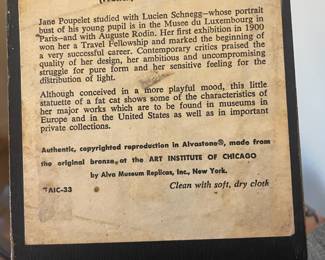 Jane Poupelet studied with Lucien Schnegg—whose portrait
bust of his young pupil is in the Musee du Luxembourg in
Paris—and with Auguste Rodin. Her first exhibition in 1900
won her a Travel Fellowship and marked the beginning of
a very successful career. Contemporary critics praised the
quality of her design, her ambitious and uncompromising
struggle for pure form and her sensitive feeling for the
distribution of light.
Although conceived in a more playful mood, this little
statuette of a fat cat shows some of the characteristics of
her major works which are to be found in museums in
Europe and in the United States as well as in important
private collections.
Authentic, copyrighted reproduction in Alvastone®, made from
the original bronze, at the ART INSTITUTE OF CHICAGO
by Alva Museum Replicas, Inc., New York.
AIC-33 Clean with soft, dry cloth